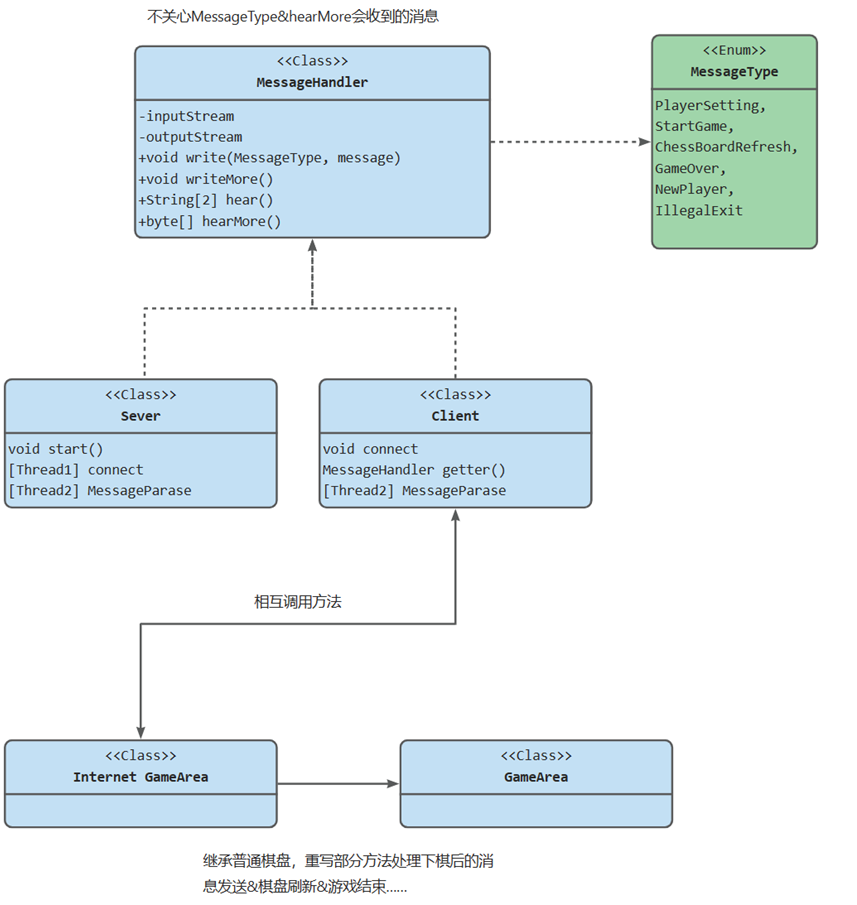 不关心MessageType&hearMore会收到的消息
<<Class>>
MessageHandler
-inputStream
-outputStream
+void write(MessageType, message)
+void writeMore()
+String[2] hear()
+byte[] hearMore()
<<Enum>>
MessageType
PlayerSetting,
StartGame,
ChessBoardRefresh,
GameOver,
NewPlayer,
IllegalExit
<<Class>>
Sever
void start()
[Thread1] connect
[Thread2] MessageParase
<<Class>>
Client
void connect
MessageHandler getter()
[Thread2] MessageParase
相互调用方法
<<Class>>
Internet GameArea
<<Class>>
GameArea
继承普通棋盘，重写部分方法处理下棋后的消
息发送&棋盘刷新&游戏结束……